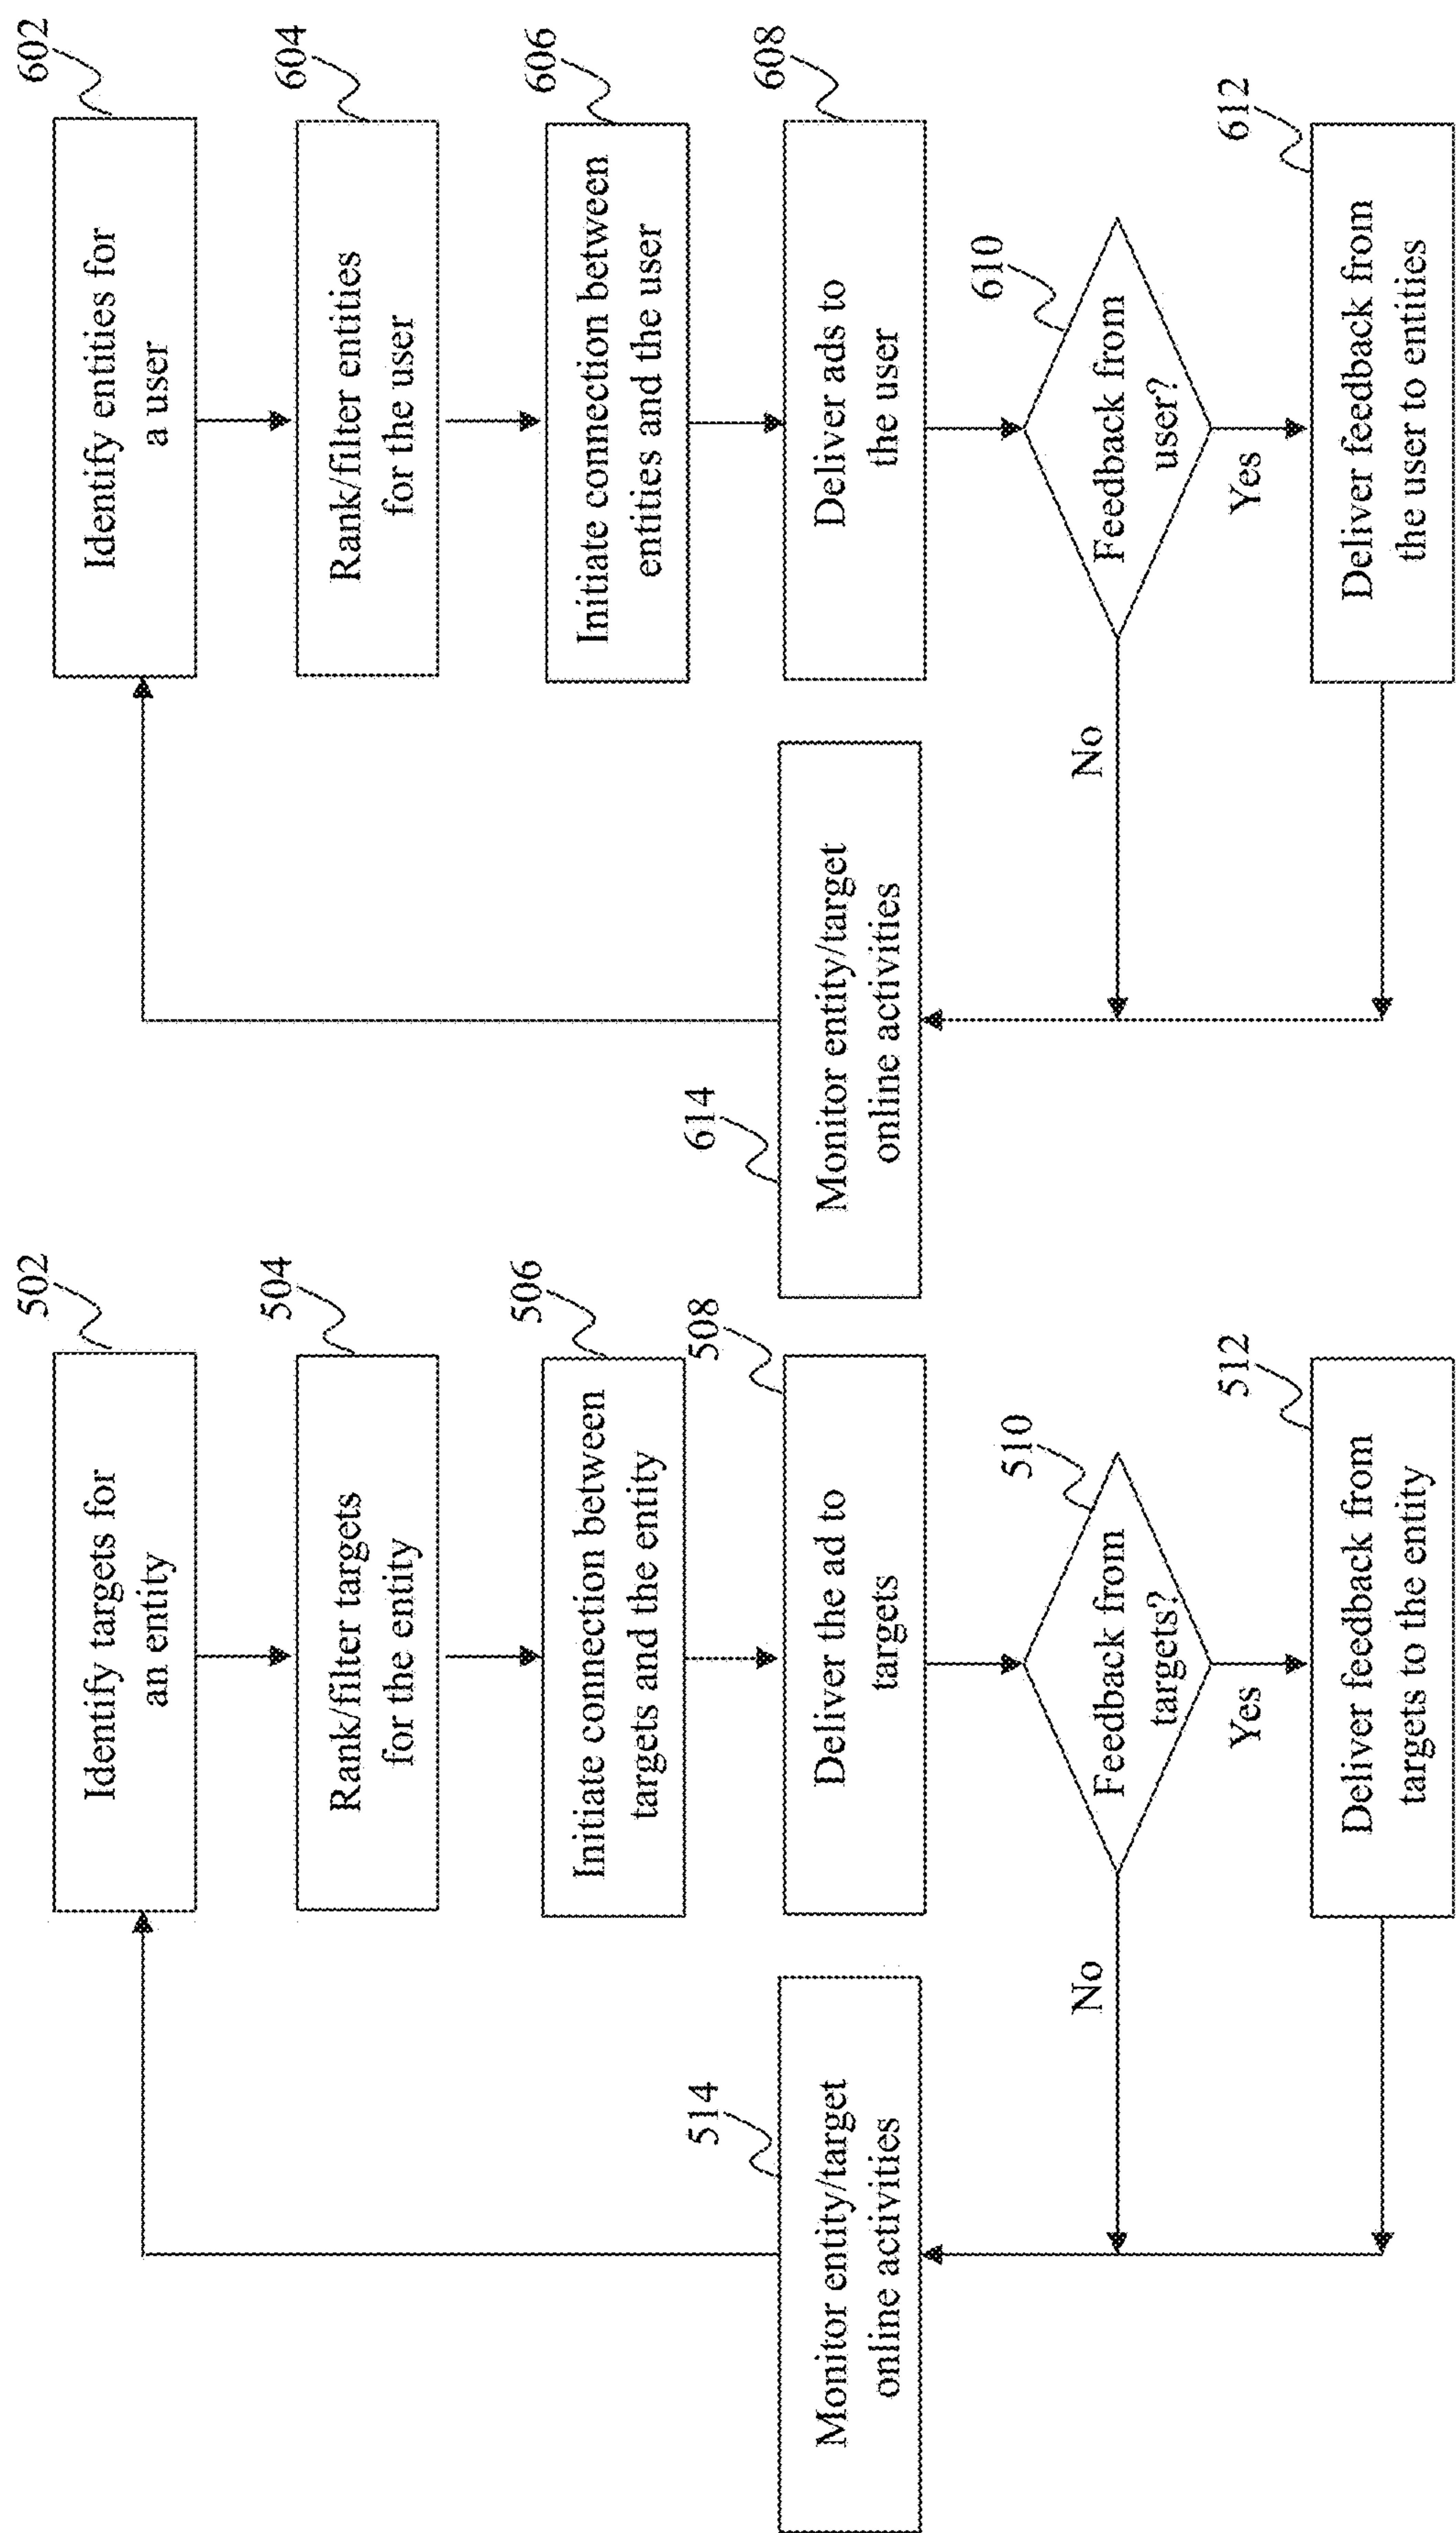 502
Identify targets for
an entity
504
Rank/filter targets
for the entity
506
Initiate connection between
targets and the entity
508
Deliver the ad to
targets
510
Feedback from
targets?
No
Yes
512
Deliver feedback from
targets to the entity
514
Monitor entity/target
online activities
602
Identify entities for
a user
604
Rank/filter entities
for the user
606
Initiate connection between
entities and the user
608
Deliver ads to
the user
610
Feedback from
user?
No
Yes
612
Deliver feedback from
the user to entities
614
Monitor entity/target
online activities